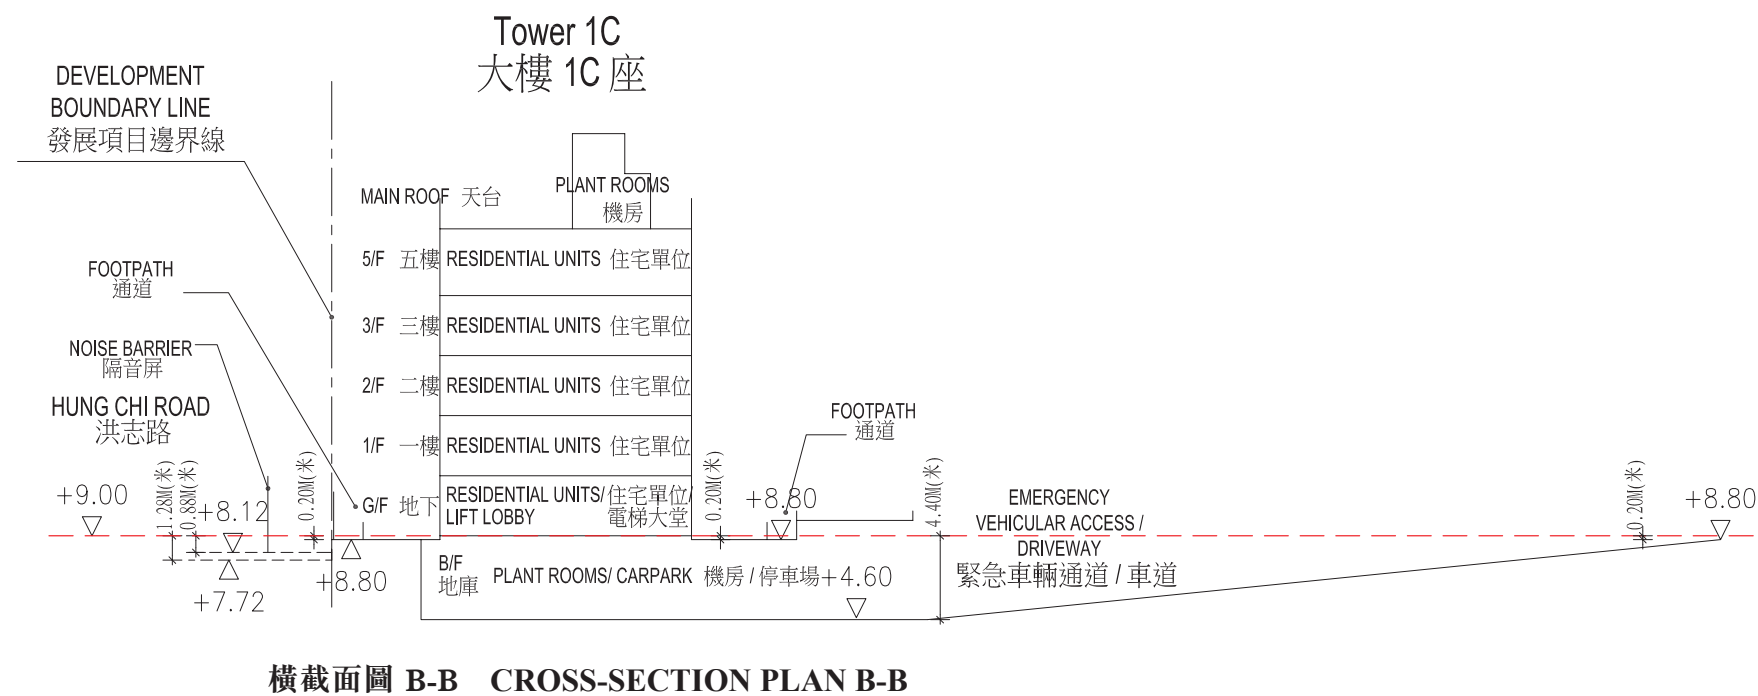 Tower 1C
大樓 1C 座
DEVELOPMENT
BOUNDARY LINE
發展項目邊界線
MAIN ROOF 天台
PLANT ROOMS
機房
5/F 五樓 RESIDENTIAL UNITS 住宅單位
FOOTPATH
通道
3/F 三樓 RESIDENTIAL UNITS 住宅單位
NOISE BARRIER
隔音屏
2/F 二樓 RESIDENTIAL UNITS 住宅單位
HUNG CHI ROAD
洪志路
FOOTPATH
通道
1/F 一樓 RESIDENTIAL UNITS 住宅單位
+9.00
1.28M(米)
0.88M(米)
+8.12
0.20M(米)
G/F 地下
RESIDENTIAL UNITS/住宅單位/
LIFT LOBBY 電梯大堂
0.20M(米)
+8.80
4.40M(米)
EMERGENCY
VEHICULAR ACCESS /
DRIVEWAY
緊急車輛通道 / 車道
0.20M(米)
+8.80
+7.72
+8.80
B/F
地庫
PLANT ROOMS/ CARPARK 機房 / 停車場
+4.60
橫截面圖 B-B CROSS-SECTION PLAN B-B